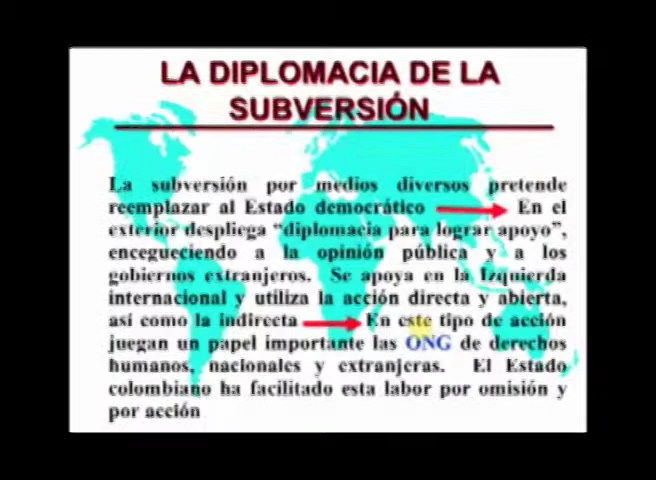 LA DIPLOMACIA DE LA
SUBVERSIÓN
La subversión por medios diversos pretende
reemplazar al Estado democrático En el
exterior despliega "diplomacia para lograr apoyo",
encegueciendo a la opinión pública y a los
gobiernos extranjeros. Se apoya en la Izquierda
internacional y utiliza la acción directa y abierta,
así como la indirecta En este tipo de acción
juegan un papel importante las ONG de derechos
humanos, nacionales y extranjeras. El Estado
colombiano ha facilitado esta labor por omisión y
por acción